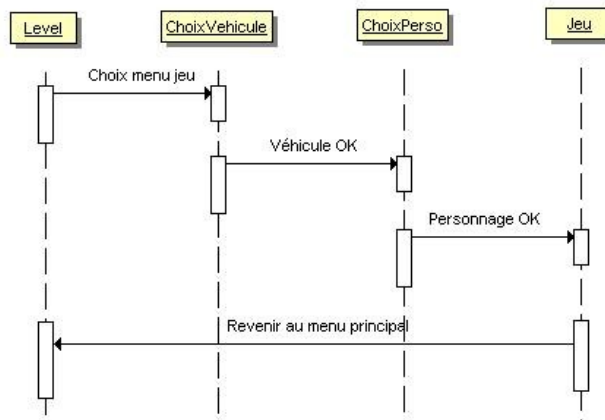 Level
ChoixVehicule
ChoixPerso
Jeu
Choix menu jeu
Véhicule OK
Personnage OK
Revenir au menu principal